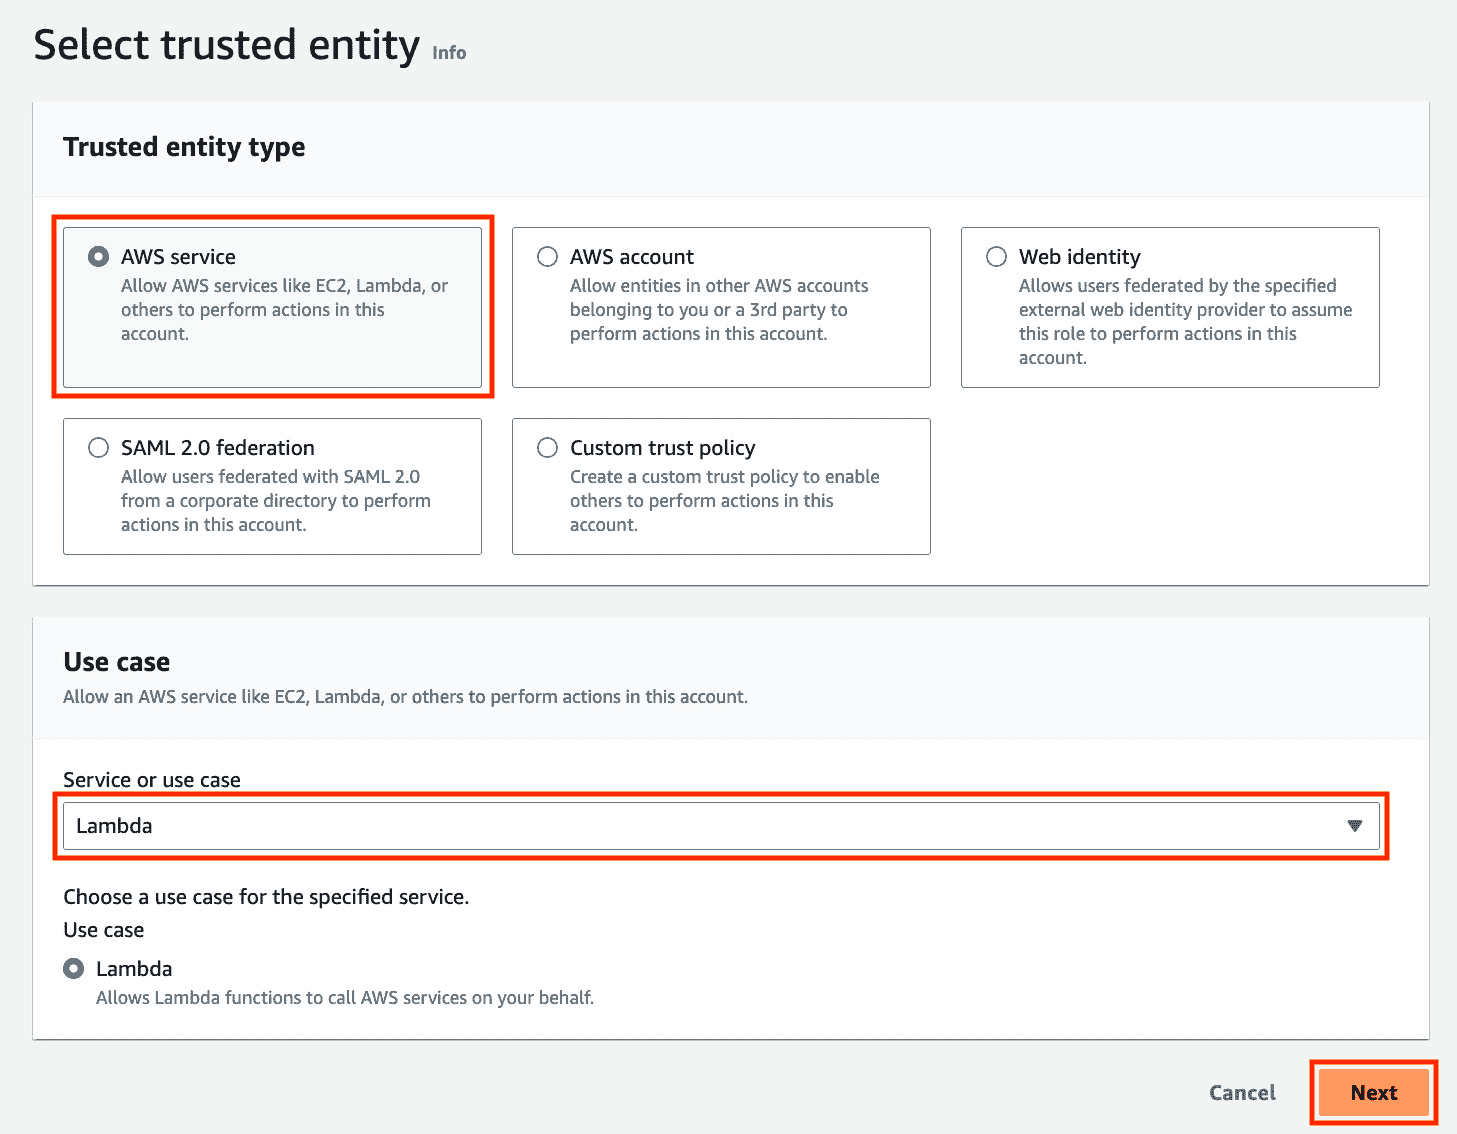 Select trusted entity Info
Trusted entity type
AWS service
Allow AWS services like EC2, Lambda, or
others to perform actions in this
account.
AWS account
Allow entities in other AWS accounts
belonging to you or a 3rd party to
perform actions in this account.
Web identity
Allows users federated by the specified
external web identity provider to assume
this role to perform actions in this
account.
SAML 2.0 federation
Allow users federated with SAML 2.0
from a corporate directory to perform
actions in this account.
Custom trust policy
Create a custom trust policy to enable
others to perform actions in this
account.
Use case
Allow an AWS service like EC2, Lambda, or others to perform actions in this account.
Service or use case
Lambda
Choose a use case for the specified service.
Use case
Lambda
Allows Lambda functions to call AWS services on your behalf.
Cancel
Next